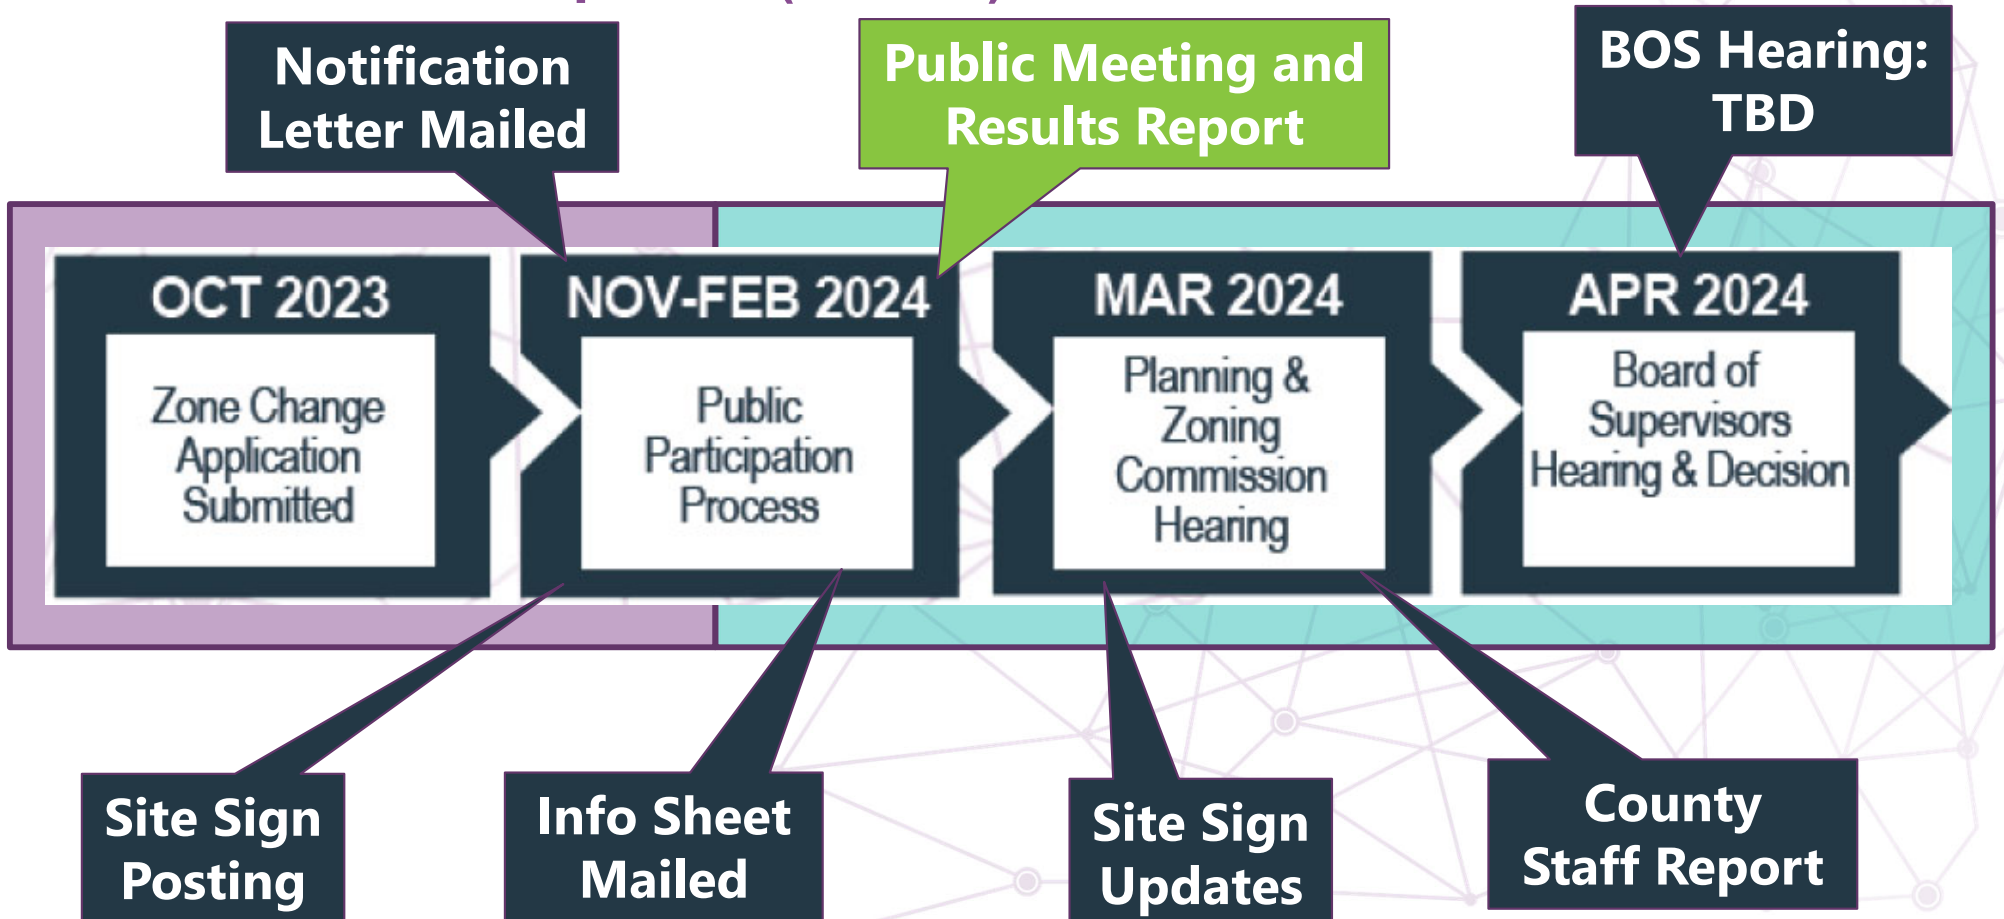 Notification
Letter Mailed
Public Meeting and
Results Report
BOS Hearing:
TBD
OCT 2023
Zone Change
Application
Submitted
NOV-FEB 2024
Public
Participation
Process
MAR 2024
Planning &
Zoning
Commission
Hearing
APR 2024
Board of
Supervisors
Hearing & Decision
Site Sign
Posting
Info Sheet
Mailed
Site Sign
Updates
County
Staff Report